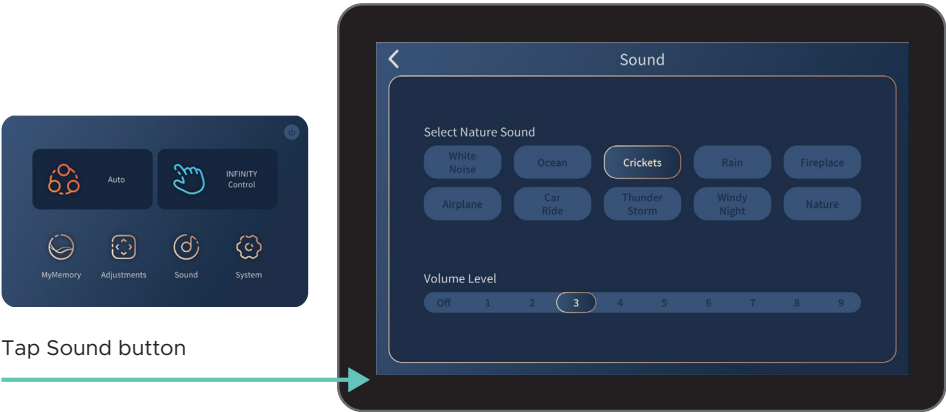 Auto
INFINITY
Control
MyMemory Adjustments Sound System
Tap Sound button
Sound
Select Nature Sound
White
Noise
Ocean
Crickets
Rain
Fireplace
Airplane
Car
Ride
Thunder
Storm
Windy
Night
Nature
Volume Level
Off 1 2 3 4 5 6 7 8 9